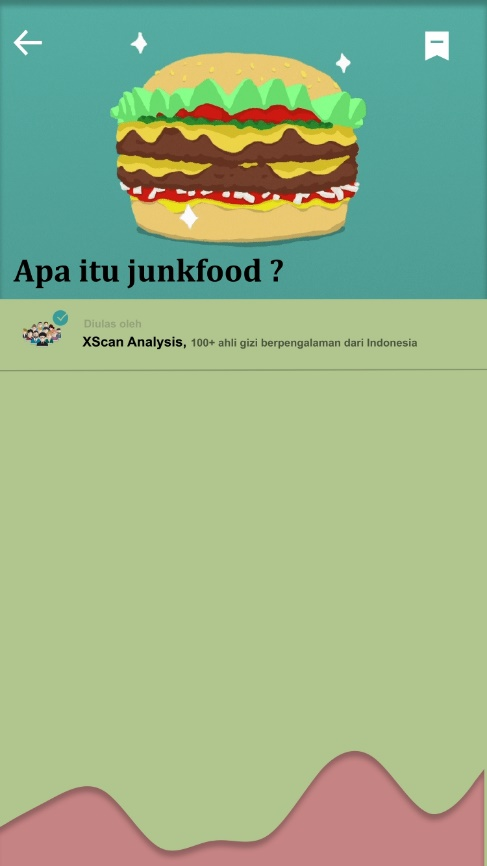 Apa itu junkfood ?
Diulas oleh
XScan Analysis, 100+ ahli gizi berpengalaman dari Indonesia